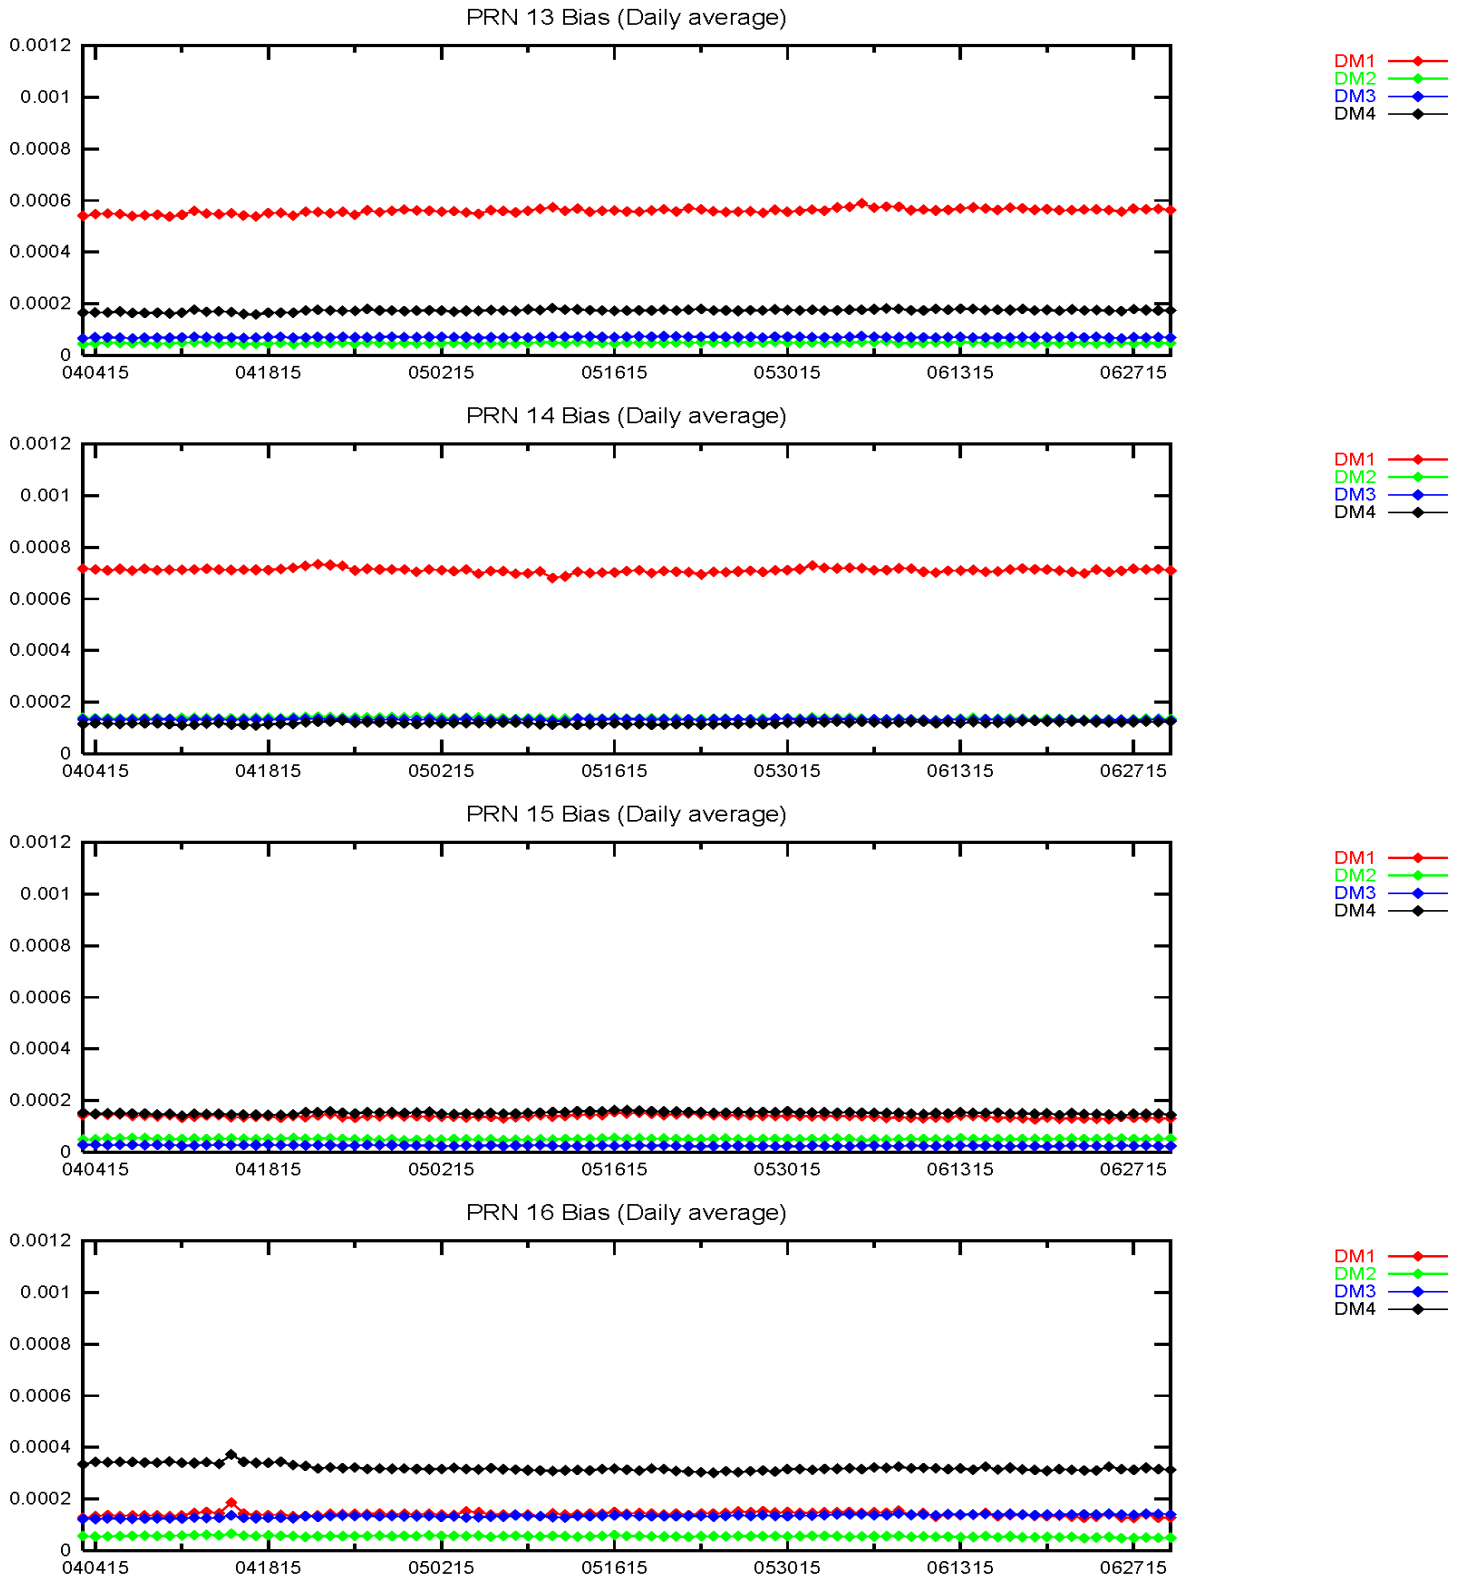 PRN 13 Bias (Daily average)
0.0012
0.001
0.0008
0.0006
0.0004
0.0002
0
040415 041815 050215 051615 053015 061315 062715
DM1
DM2
DM3
DM4
PRN 14 Bias (Daily average)
0.0012
0.001
0.0008
0.0006
0.0004
0.0002
0
040415 041815 050215 051615 053015 061315 062715
DM1
DM2
DM3
DM4
PRN 15 Bias (Daily average)
0.0012
0.001
0.0008
0.0006
0.0004
0.0002
0
040415 041815 050215 051615 053015 061315 062715
DM1
DM2
DM3
DM4
PRN 16 Bias (Daily average)
0.0012
0.001
0.0008
0.0006
0.0004
0.0002
0
040415 041815 050215 051615 053015 061315 062715
DM1
DM2
DM3
DM4